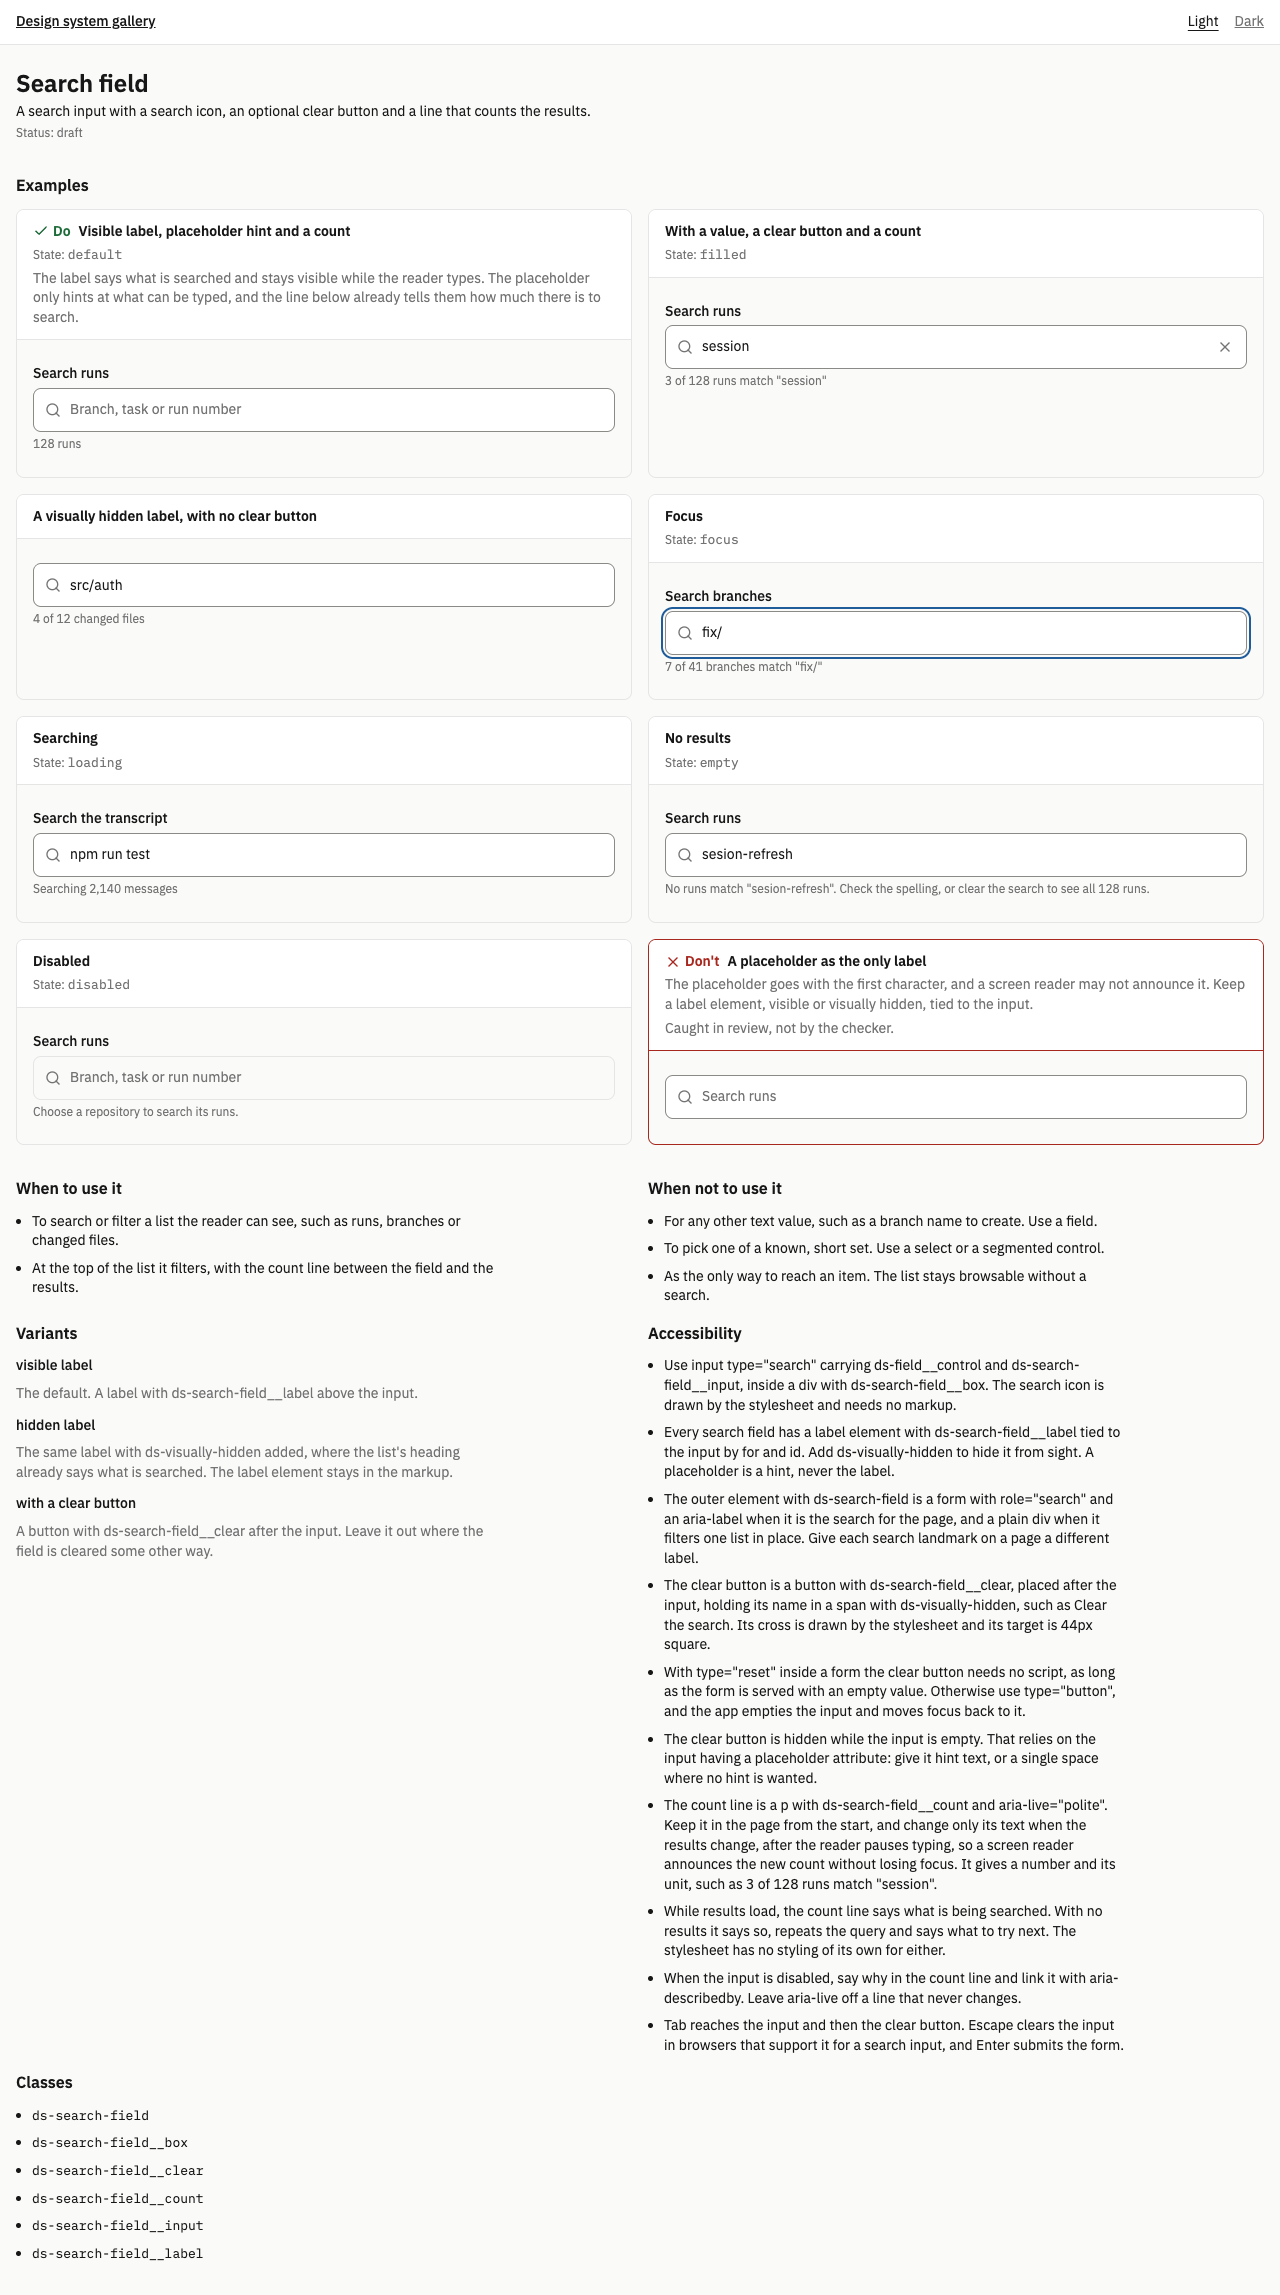 Design system gallery
Light Dark
Search field
A search input with a search icon, an optional clear button and a line that counts the results.
Status: draft
Examples
Do Visible label, placeholder hint and a count
State: default
The label says what is searched and stays visible while the reader types. The placeholder
only hints at what can be typed, and the line below already tells them how much there is to
search.
Search runs
Branch, task or run number
128 runs
With a value, a clear button and a count
State: filled
Search runs
session
3 of 128 runs match "session"
A visually hidden label, with no clear button
src/auth
4 of 12 changed files
Focus
State: focus
Search branches
fix/
7 of 41 branches match "fix/"
Searching
State: loading
Search the transcript
npm run test
Searching 2,140 messages
No results
State: empty
Search runs
sesion-refresh
No runs match "sesion-refresh". Check the spelling, or clear the search to see all 128 runs.
Disabled
State: disabled
Search runs
Branch, task or run number
Choose a repository to search its runs.
Don't A placeholder as the only label
The placeholder goes with the first character, and a screen reader may not announce it. Keep
a label element, visible or visually hidden, tied to the input.
Caught in review, not by the checker.
Search runs
When to use it
To search or filter a list the reader can see, such as runs, branches or
changed files.
At the top of the list it filters, with the count line between the field and the
results.
When not to use it
For any other text value, such as a branch name to create. Use a field.
To pick one of a known, short set. Use a select or a segmented control.
As the only way to reach an item. The list stays browsable without a
search.
Variants
visible label
The default. A label with ds-search-field__label above the input.
hidden label
The same label with ds-visually-hidden added, where the list's heading
already says what is searched. The label element stays in the markup.
with a clear button
A button with ds-search-field__clear after the input. Leave it out where the
field is cleared some other way.
Accessibility
Use input type="search" carrying ds-field__control and ds-search-
field__input, inside a div with ds-search-field__box. The search icon is
drawn by the stylesheet and needs no markup.
Every search field has a label element with ds-search-field__label tied to
the input by for and id. Add ds-visually-hidden to hide it from sight. A
placeholder is a hint, never the label.
The outer element with ds-search-field is a form with role="search" and
an aria-label when it is the search for the page, and a plain div when it
filters one list in place. Give each search landmark on a page a different
label.
The clear button is a button with ds-search-field__clear, placed after the
input, holding its name in a span with ds-visually-hidden, such as Clear
the search. Its cross is drawn by the stylesheet and its target is 44px
square.
With type="reset" inside a form the clear button needs no script, as long
as the form is served with an empty value. Otherwise use type="button",
and the app empties the input and moves focus back to it.
The clear button is hidden while the input is empty. That relies on the
input having a placeholder attribute: give it hint text, or a single space
where no hint is wanted.
The count line is a p with ds-search-field__count and aria-live="polite".
Keep it in the page from the start, and change only its text when the
results change, after the reader pauses typing, so a screen reader
announces the new count without losing focus. It gives a number and its
unit, such as 3 of 128 runs match "session".
While results load, the count line says what is being searched. With no
results it says so, repeats the query and says what to try next. The
stylesheet has no styling of its own for either.
When the input is disabled, say why in the count line and link it with aria-
describedby. Leave aria-live off a line that never changes.
Tab reaches the input and then the clear button. Escape clears the input
in browsers that support it for a search input, and Enter submits the form.
Classes
ds-search-field
ds-search-field__box
ds-search-field__clear
ds-search-field__count
ds-search-field__input
ds-search-field__label